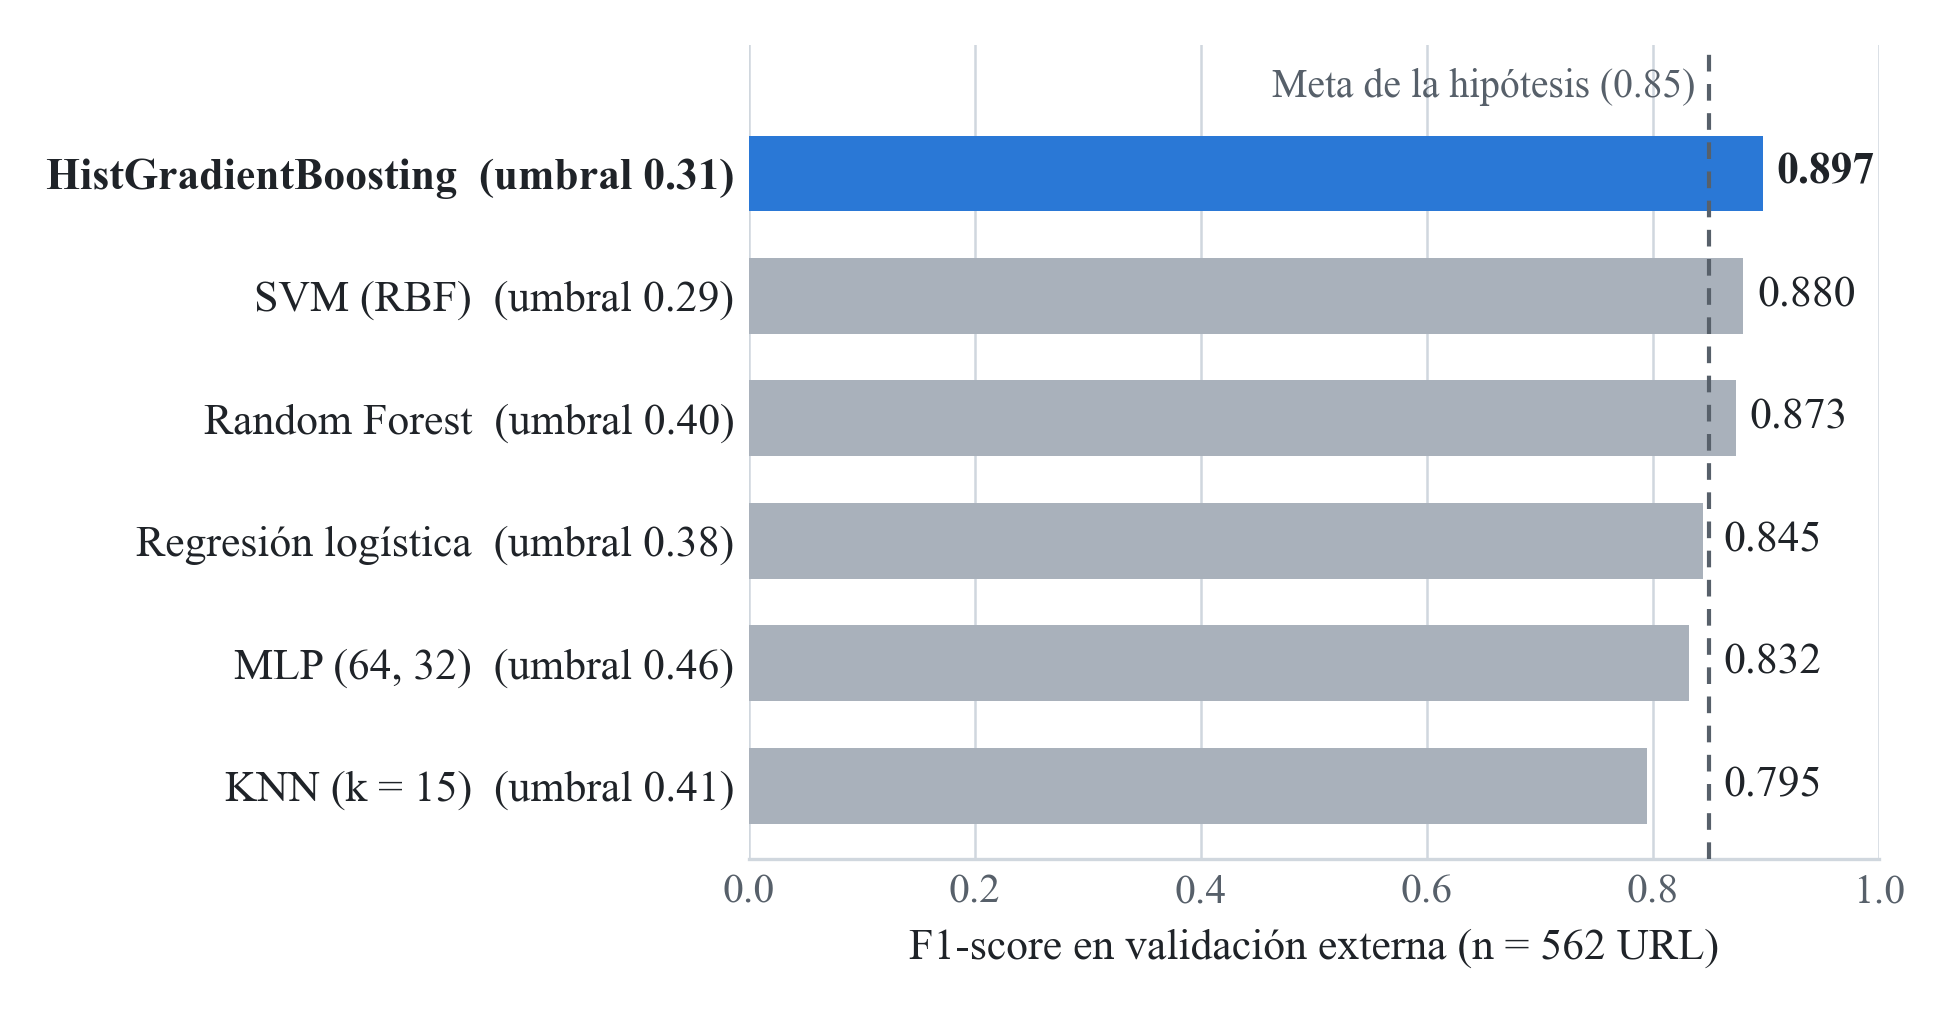 Meta de la hipótesis (0.85)
HistGradientBoosting (umbral 0.31) 0.897
SVM (RBF) (umbral 0.29) 0.880
Random Forest (umbral 0.40) 0.873
Regresión logística (umbral 0.38) 0.845
MLP (64, 32) (umbral 0.46) 0.832
KNN (k = 15) (umbral 0.41) 0.795
0.0 0.2 0.4 0.6 0.8 1.0
F1-score en validación externa (n = 562 URL)